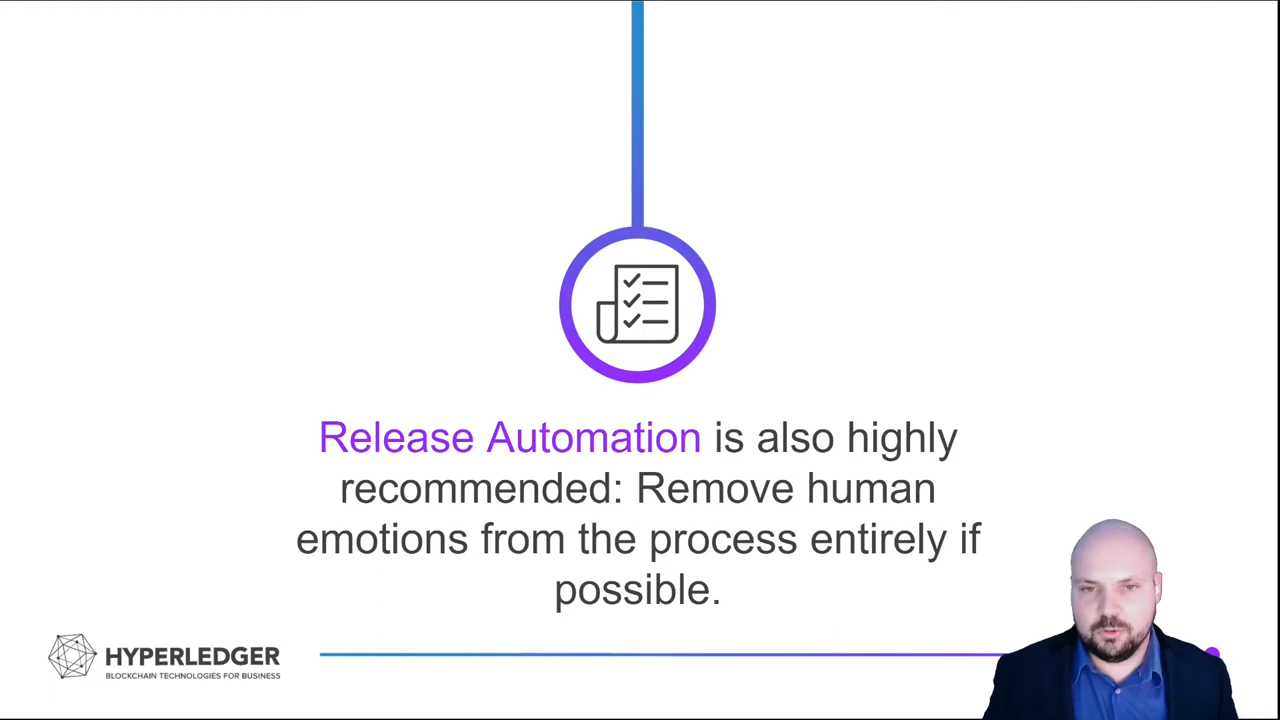 Release Automation is also highly
recommended: Remove human
emotions from the process entirely if
possible.
HYPERLEDGER
BLOCKCHAIN TECHNOLOGIES FOR BUSINESS